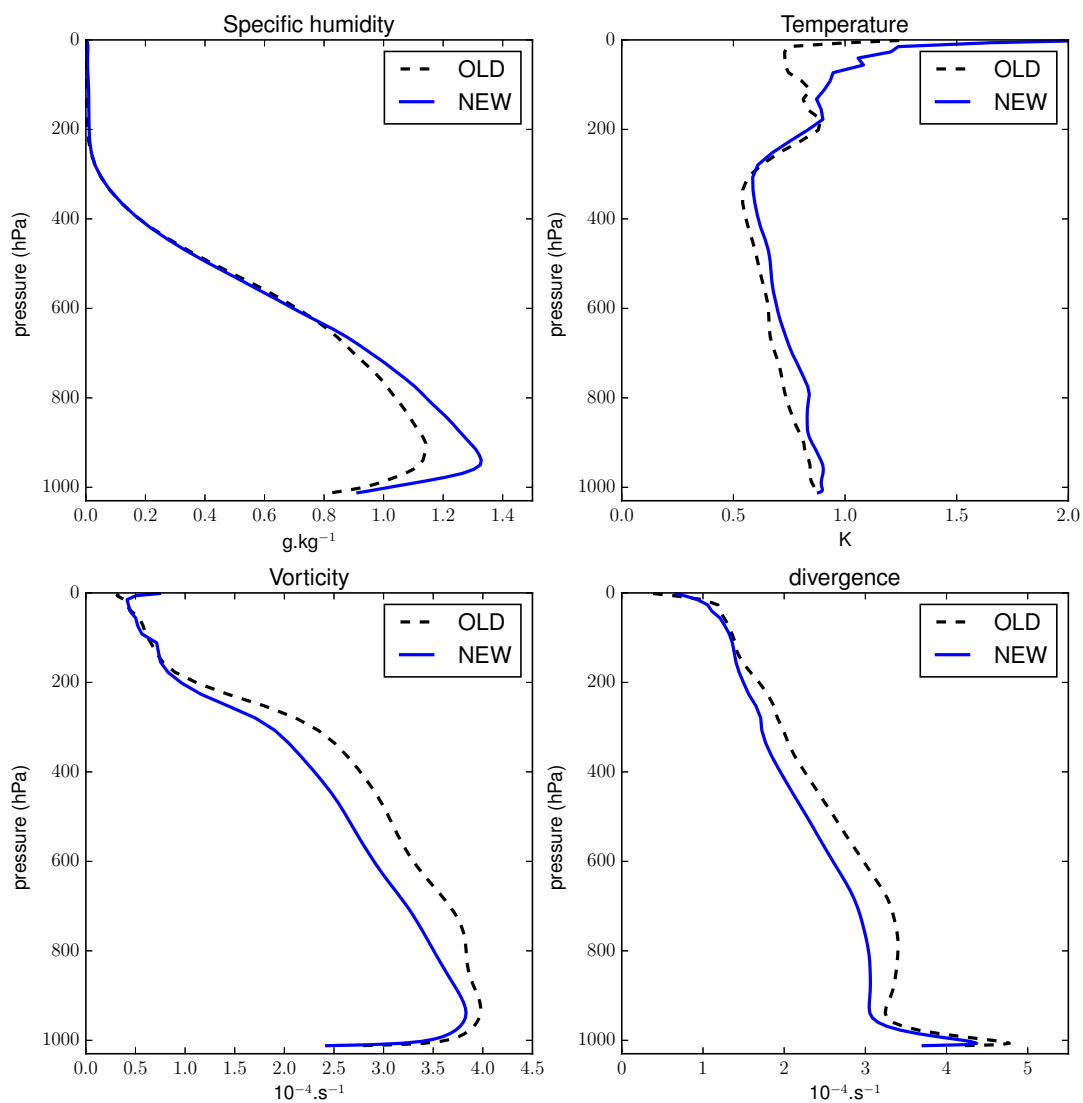 Specific humidity
0
200
400
600
800
1000
pressure (hPa)
OLD
NEW
0.0 0.2 0.4 0.6 0.8 1.0 1.2 1.4
g.kg⁻¹
Temperature
0
200
400
600
800
1000
pressure (hPa)
OLD
NEW
0.0 0.5 1.0 1.5 2.0
K
Vorticity
0
200
400
600
800
1000
pressure (hPa)
OLD
NEW
0.0 0.5 1.0 1.5 2.0 2.5 3.0 3.5 4.0 4.5
10⁻⁴.s⁻¹
divergence
0
200
400
600
800
1000
pressure (hPa)
OLD
NEW
0 1 2 3 4 5
10⁻⁴.s⁻¹